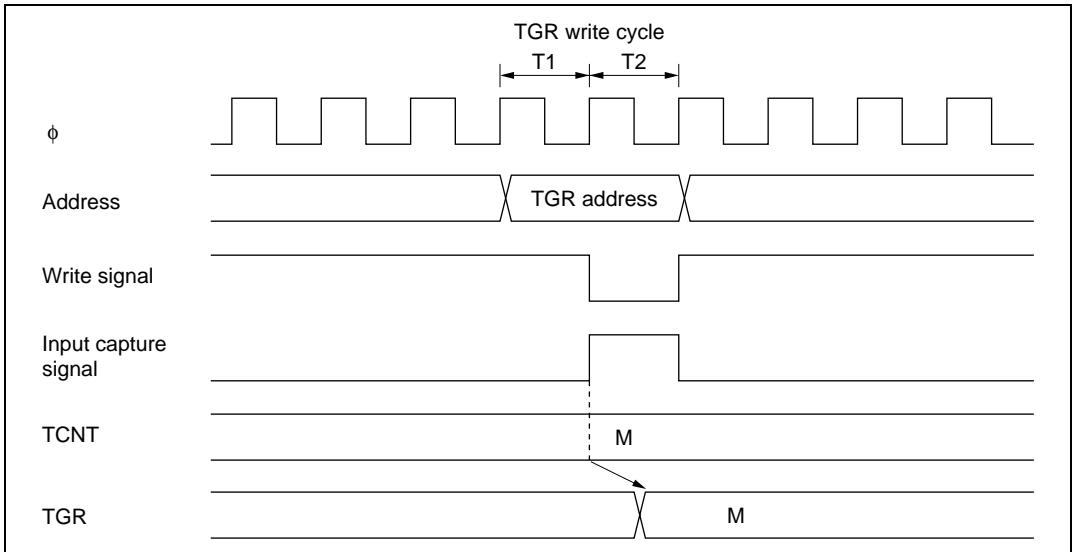 TGR write cycle
T1 T2
ϕ
Address TGR address
Write signal
Input capture
signal
TCNT M
TGR M